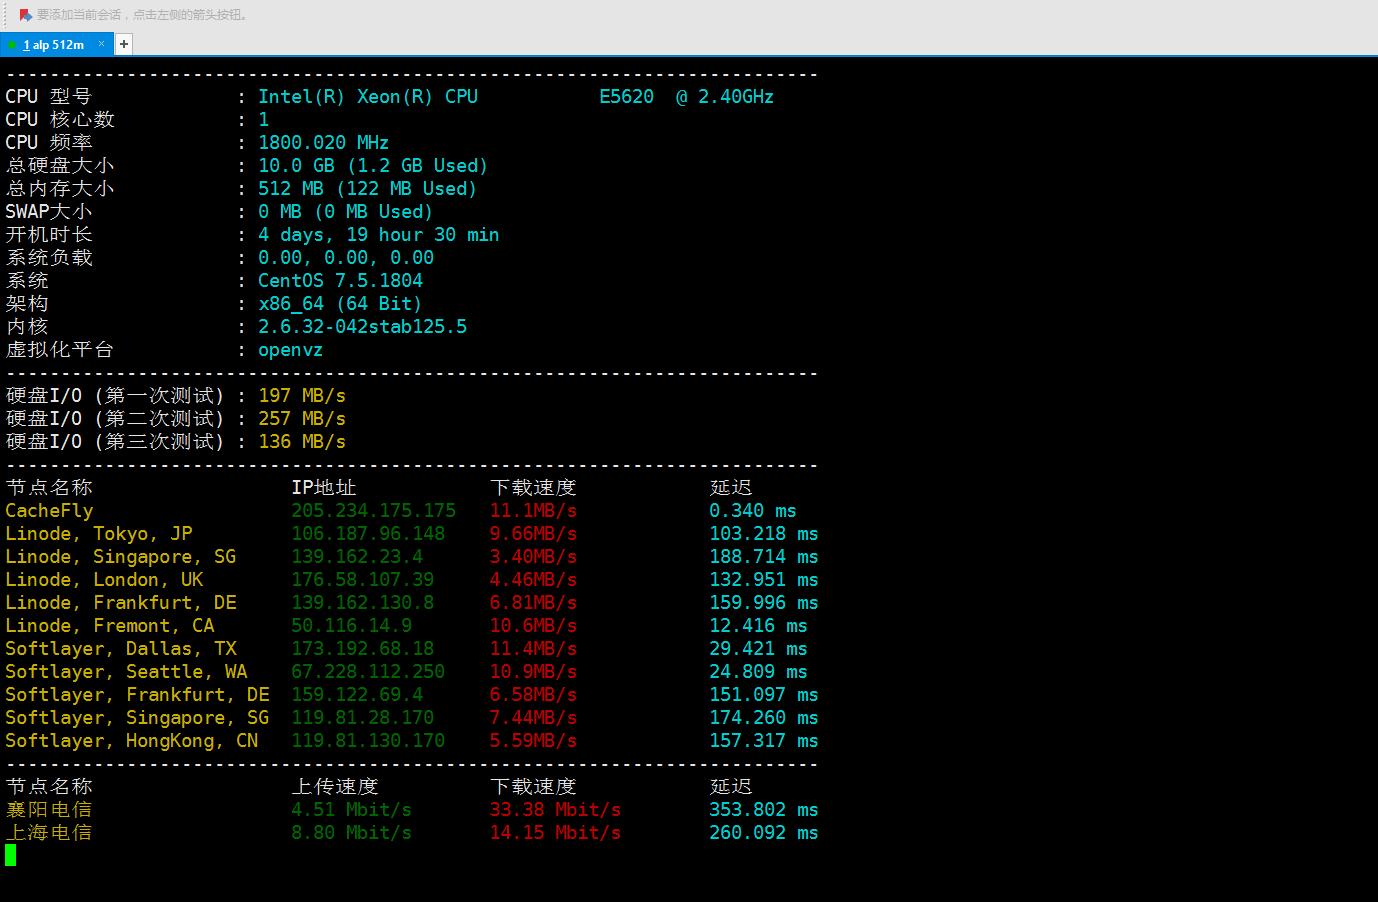 要添加当前会话，点击左侧的箭头按钮。
1 alp 512m × +
----------------------------------------------------------------------
CPU 型号 : Intel(R) Xeon(R) CPU E5620 @ 2.40GHz
CPU 核心数 : 1
CPU 频率 : 1800.020 MHz
总硬盘大小 : 10.0 GB (1.2 GB Used)
总内存大小 : 512 MB (122 MB Used)
SWAP大小 : 0 MB (0 MB Used)
开机时长 : 4 days, 19 hour 30 min
系统负载 : 0.00, 0.00, 0.00
系统 : CentOS 7.5.1804
架构 : x86_64 (64 Bit)
内核 : 2.6.32-042stab125.5
虚拟化平台 : openvz
----------------------------------------------------------------------
硬盘I/O (第一次测试) : 197 MB/s
硬盘I/O (第二次测试) : 257 MB/s
硬盘I/O (第三次测试) : 136 MB/s
----------------------------------------------------------------------
节点名称 IP地址 下载速度 延迟
CacheFly 205.234.175.175 11.1MB/s 0.340 ms
Linode, Tokyo, JP 106.187.96.148 9.66MB/s 103.218 ms
Linode, Singapore, SG 139.162.23.4 3.40MB/s 188.714 ms
Linode, London, UK 176.58.107.39 4.46MB/s 132.951 ms
Linode, Frankfurt, DE 139.162.130.8 6.81MB/s 159.996 ms
Linode, Fremont, CA 50.116.14.9 10.6MB/s 12.416 ms
Softlayer, Dallas, TX 173.192.68.18 11.4MB/s 29.421 ms
Softlayer, Seattle, WA 67.228.112.250 10.9MB/s 24.809 ms
Softlayer, Frankfurt, DE 159.122.69.4 6.58MB/s 151.097 ms
Softlayer, Singapore, SG 119.81.28.170 7.44MB/s 174.260 ms
Softlayer, HongKong, CN 119.81.130.170 5.59MB/s 157.317 ms
----------------------------------------------------------------------
节点名称 上传速度 下载速度 延迟
襄阳电信 4.51 Mbit/s 33.38 Mbit/s 353.802 ms
上海电信 8.80 Mbit/s 14.15 Mbit/s 260.092 ms